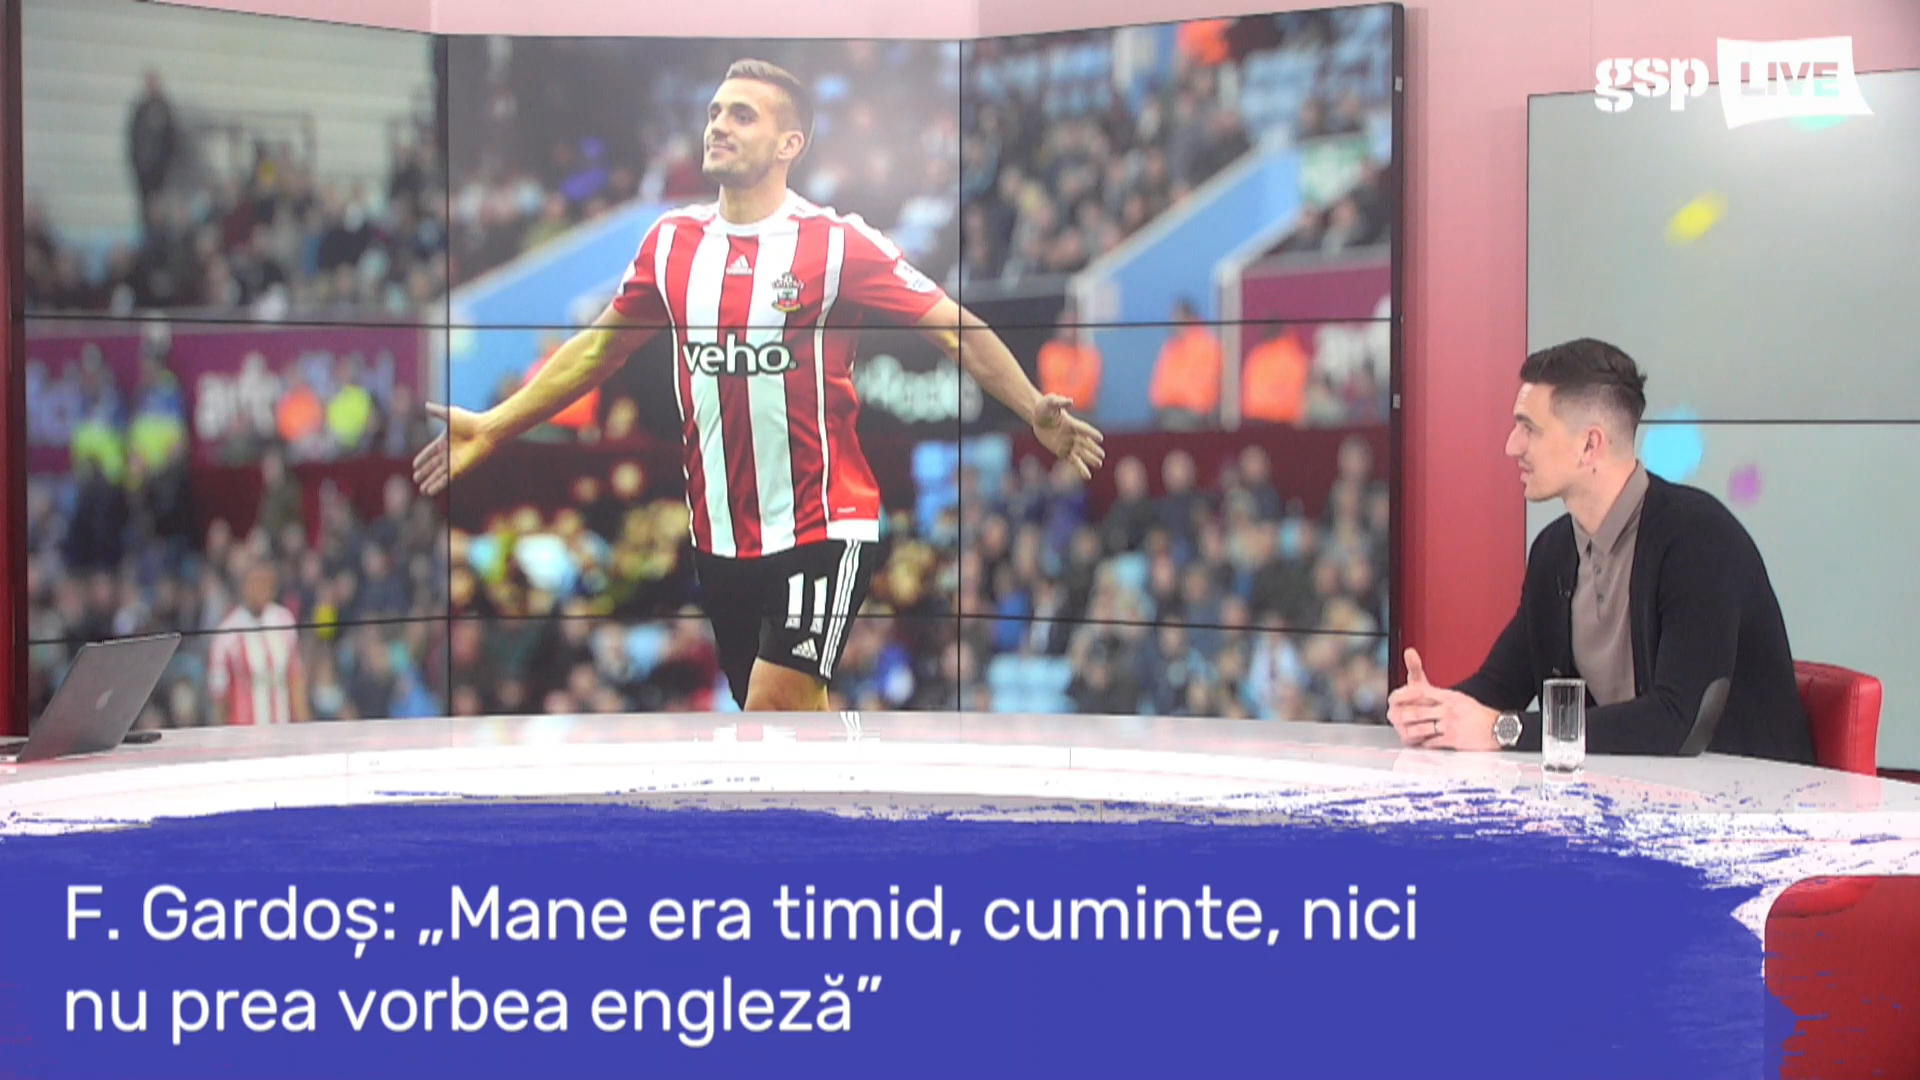 gsp LIVE
veho.
11
F. Gardoș: „Mane era timid, cuminte, nici
nu prea vorbea engleză”